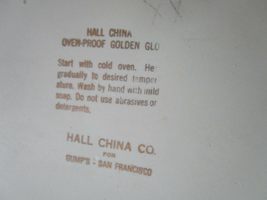 HALL CHINA
OVEN-PROOF GOLDEN GLO
Start with cold oven. He
gradually to desired temper
ature. Wash by hand with mild
soap. Do not use abrasives or
detergents.
HALL CHINA CO.
FOR
GUMP'S : SAN FRANCISCO